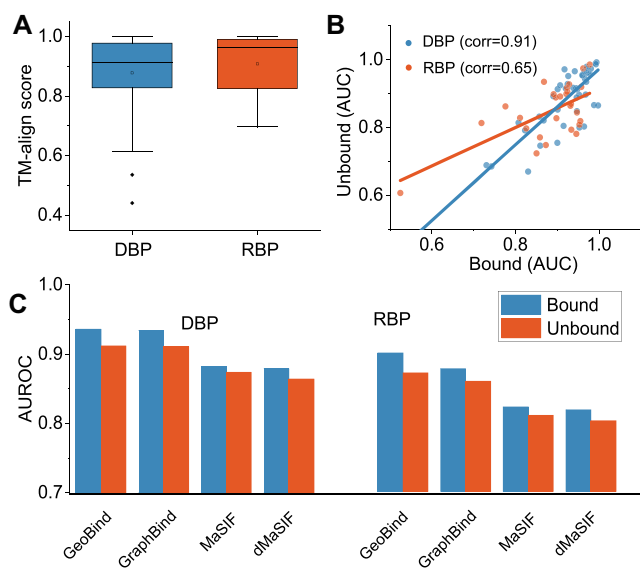 A
TM-align score
1.0
0.8
0.6
0.4
DBP
RBP
B
DBP (corr=0.91)
RBP (corr=0.65)
Unbound (AUC)
1.0
0.8
0.6
0.6
0.8
1.0
Bound (AUC)
C
AUROC
1.0
0.9
0.8
0.7
DBP
RBP
Bound
Unbound
GeoBind
GraphBind
MaSIF
dMaSIF
GeoBind
GraphBind
MaSIF
dMaSIF